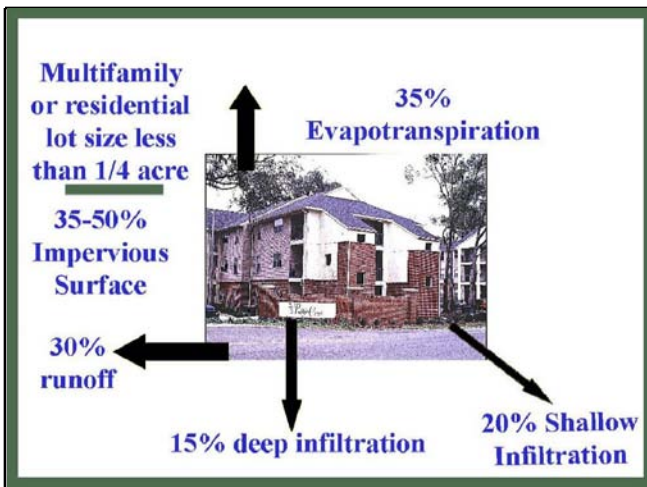 Multifamily
or residential
lot size less
than 1/4 acre
35%
Evapotranspiration
35-50%
Impervious
Surface
30%
runoff
15% deep infiltration
20% Shallow
Infiltration